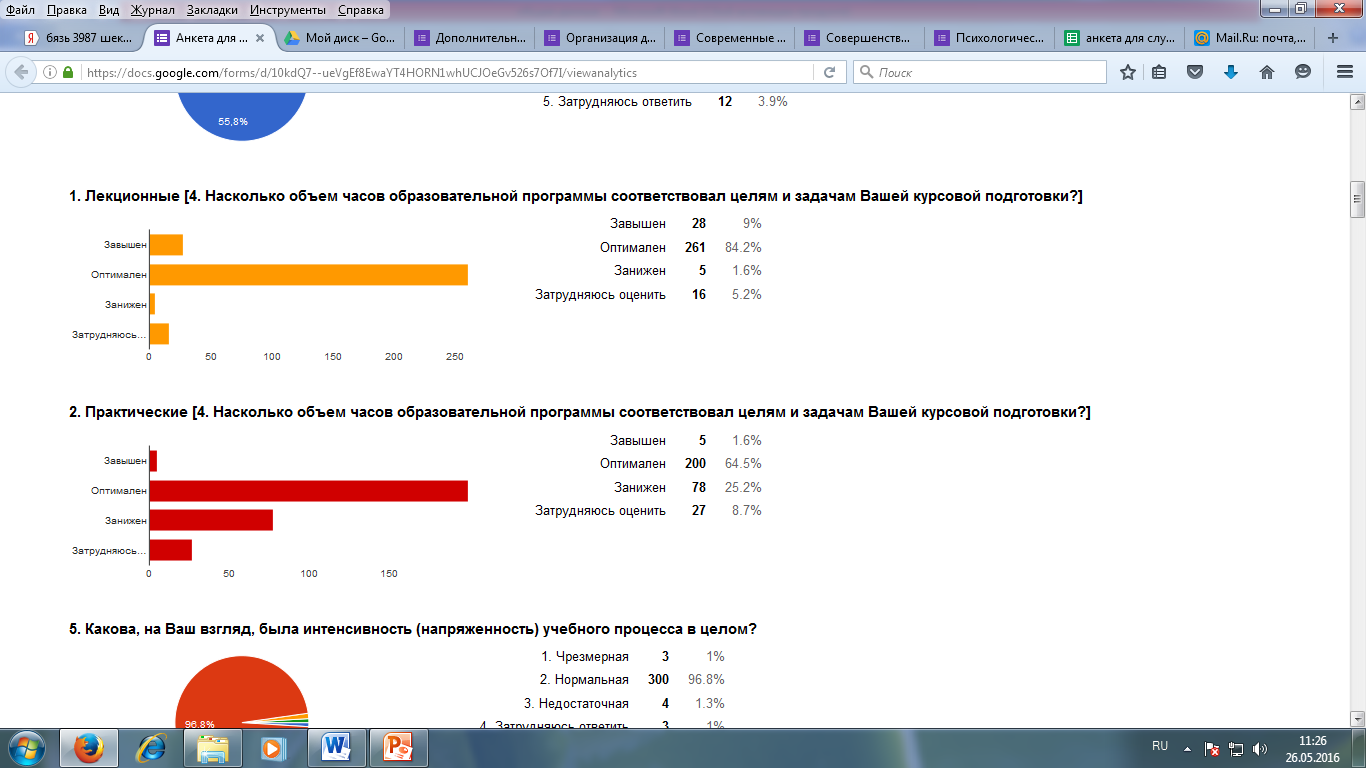 Файл Правка Вид Журнал Закладки Инструменты Справка
бязь 3987 шек... Анкета для ... Мой диск – Go... Дополнительн... Организация д... Современные ... Совершенств... Психологичес... анкета для слу... Mail.Ru: почта,...
https://docs.google.com/forms/d/10kdQ7--ueVgEf8EwaYT4HORN1whUCJOeGv526s7Of7I/viewanalytics Поиск
5. Затрудняюсь ответить 12 3.9%
55,8%
1. Лекционные [4. Насколько объем часов образовательной программы соответствовал целям и задачам Вашей курсовой подготовки?]
Завышен 28 9%
Оптимален 261 84.2%
Занижен 5 1.6%
Затрудняюсь оценить 16 5.2%
Завышен
Оптимален
Занижен
Затрудняюсь...
0 50 100 150 200 250
2. Практические [4. Насколько объем часов образовательной программы соответствовал целям и задачам Вашей курсовой подготовки?]
Завышен 5 1.6%
Оптимален 200 64.5%
Занижен 78 25.2%
Затрудняюсь оценить 27 8.7%
Завышен
Оптимален
Занижен
Затрудняюсь...
0 50 100 150
5. Какова, на Ваш взгляд, была интенсивность (напряженность) учебного процесса в целом?
1. Чрезмерная 3 1%
2. Нормальная 300 96.8%
3. Недостаточная 4 1.3%
4. Затрудняюсь ответить 3 1%
96.8%
RU 11:26
26.05.2016